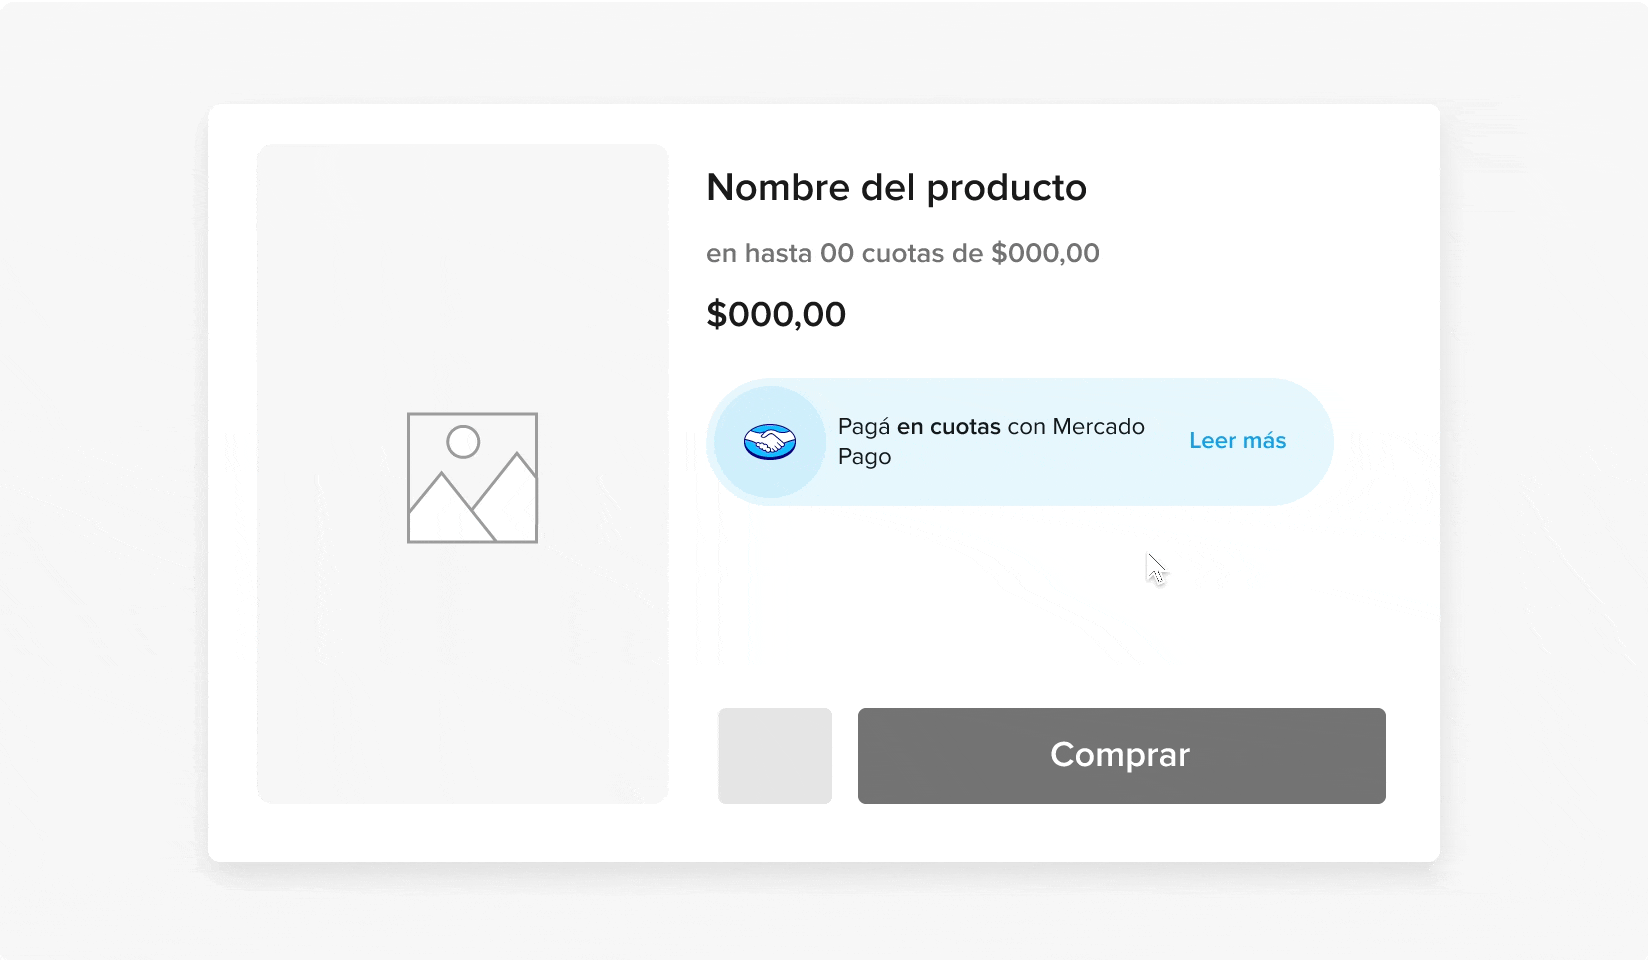 Nombre del producto
en hasta 00 cuotas de $000,00
$000,00
Pagá en cuotas con Mercado
Pago
Leer más
Comprar